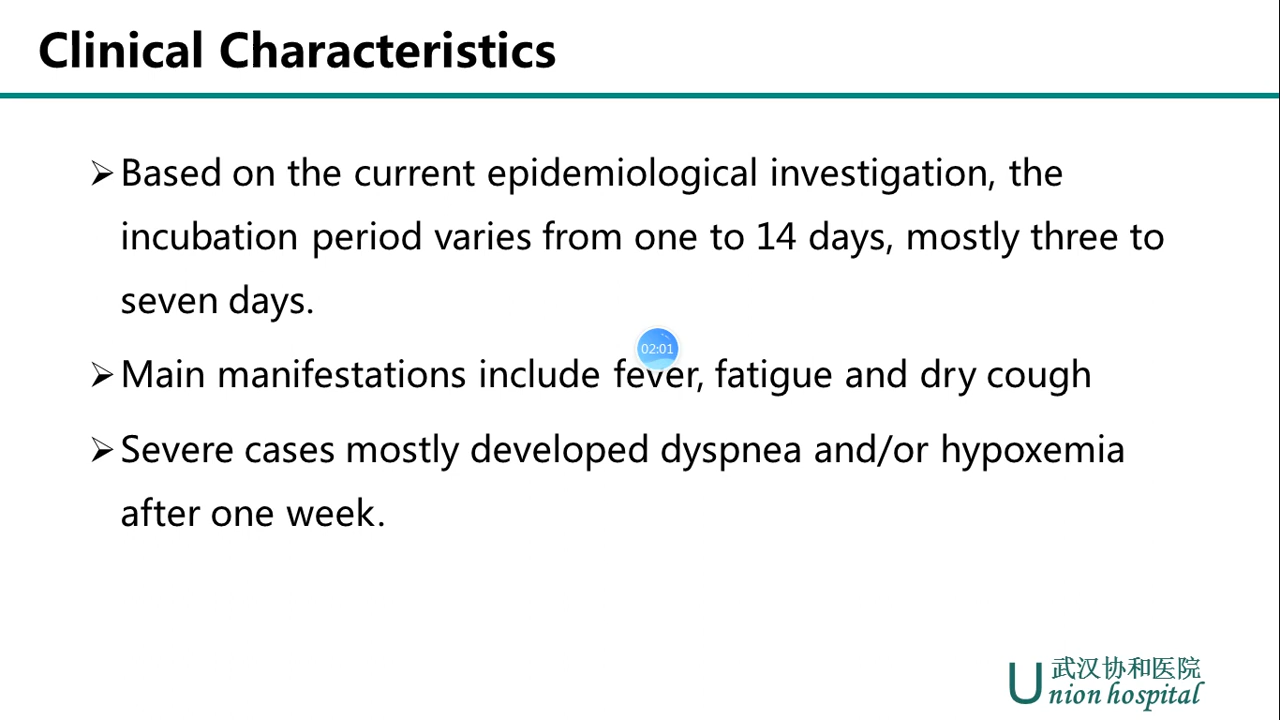 Clinical Characteristics
➢Based on the current epidemiological investigation, the
incubation period varies from one to 14 days, mostly three to
seven days.
02:01
➢Main manifestations include fever, fatigue and dry cough
➢Severe cases mostly developed dyspnea and/or hypoxemia
after one week.
武汉协和医院
Union hospital